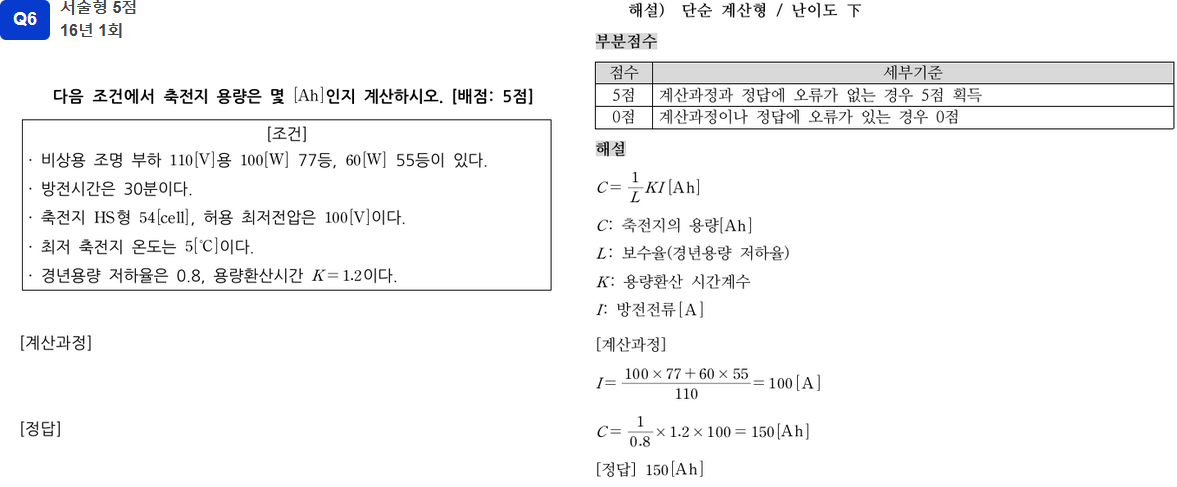 Q6
서술형 5점
16년 1회
다음 조건에서 축전지 용량은 몇 [Ah]인지 계산하시오. [배점: 5점]
[조건]
· 비상용 조명 부하 110[V]용 100[W] 77등, 60[W] 55등이 있다.
· 방전시간은 30분이다.
· 축전지 HS형 54[cell], 허용 최저전압은 100[V]이다.
· 최저 축전지 온도는 5[℃]이다.
· 경년용량 저하율은 0.8, 용량환산시간 K=1.2이다.
[계산과정]
[정답]
해설) 단순 계산형 / 난이도 下
부분점수
점수 세부기준
5점 계산과정과 정답에 오류가 없는 경우 5점 획득
0점 계산과정이나 정답에 오류가 있는 경우 0점
해설
C = 1/L KI [Ah]
C: 축전지의 용량[Ah]
L: 보수율(경년용량 저하율)
K: 용량환산 시간계수
I: 방전전류[A]
[계산과정]
I = (100×77+60×55)/110 = 100[A]
C = 1/0.8 × 1.2 × 100 = 150[Ah]
[정답] 150[Ah]